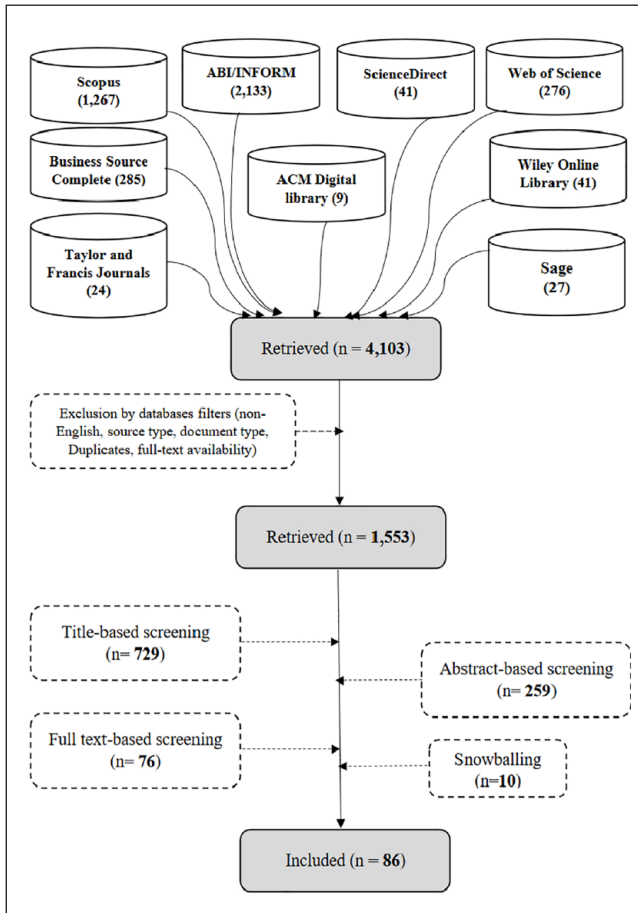 Scopus
(1,267)
ABI/INFORM
(2,133)
ScienceDirect
(41)
Web of Science
(276)
Business Source
Complete (285)
ACM Digital
library (9)
Wiley Online
Library (41)
Taylor and
Francis Journals
(24)
Sage
(27)
Retrieved (n = 4,103)
Exclusion by databases filters (non-
English, source type, document type,
Duplicates, full-text availability)
Retrieved (n = 1,553)
Title-based screening
(n= 729)
Abstract-based screening
(n= 259)
Full text-based screening
(n= 76)
Snowballing
(n=10)
Included (n = 86)